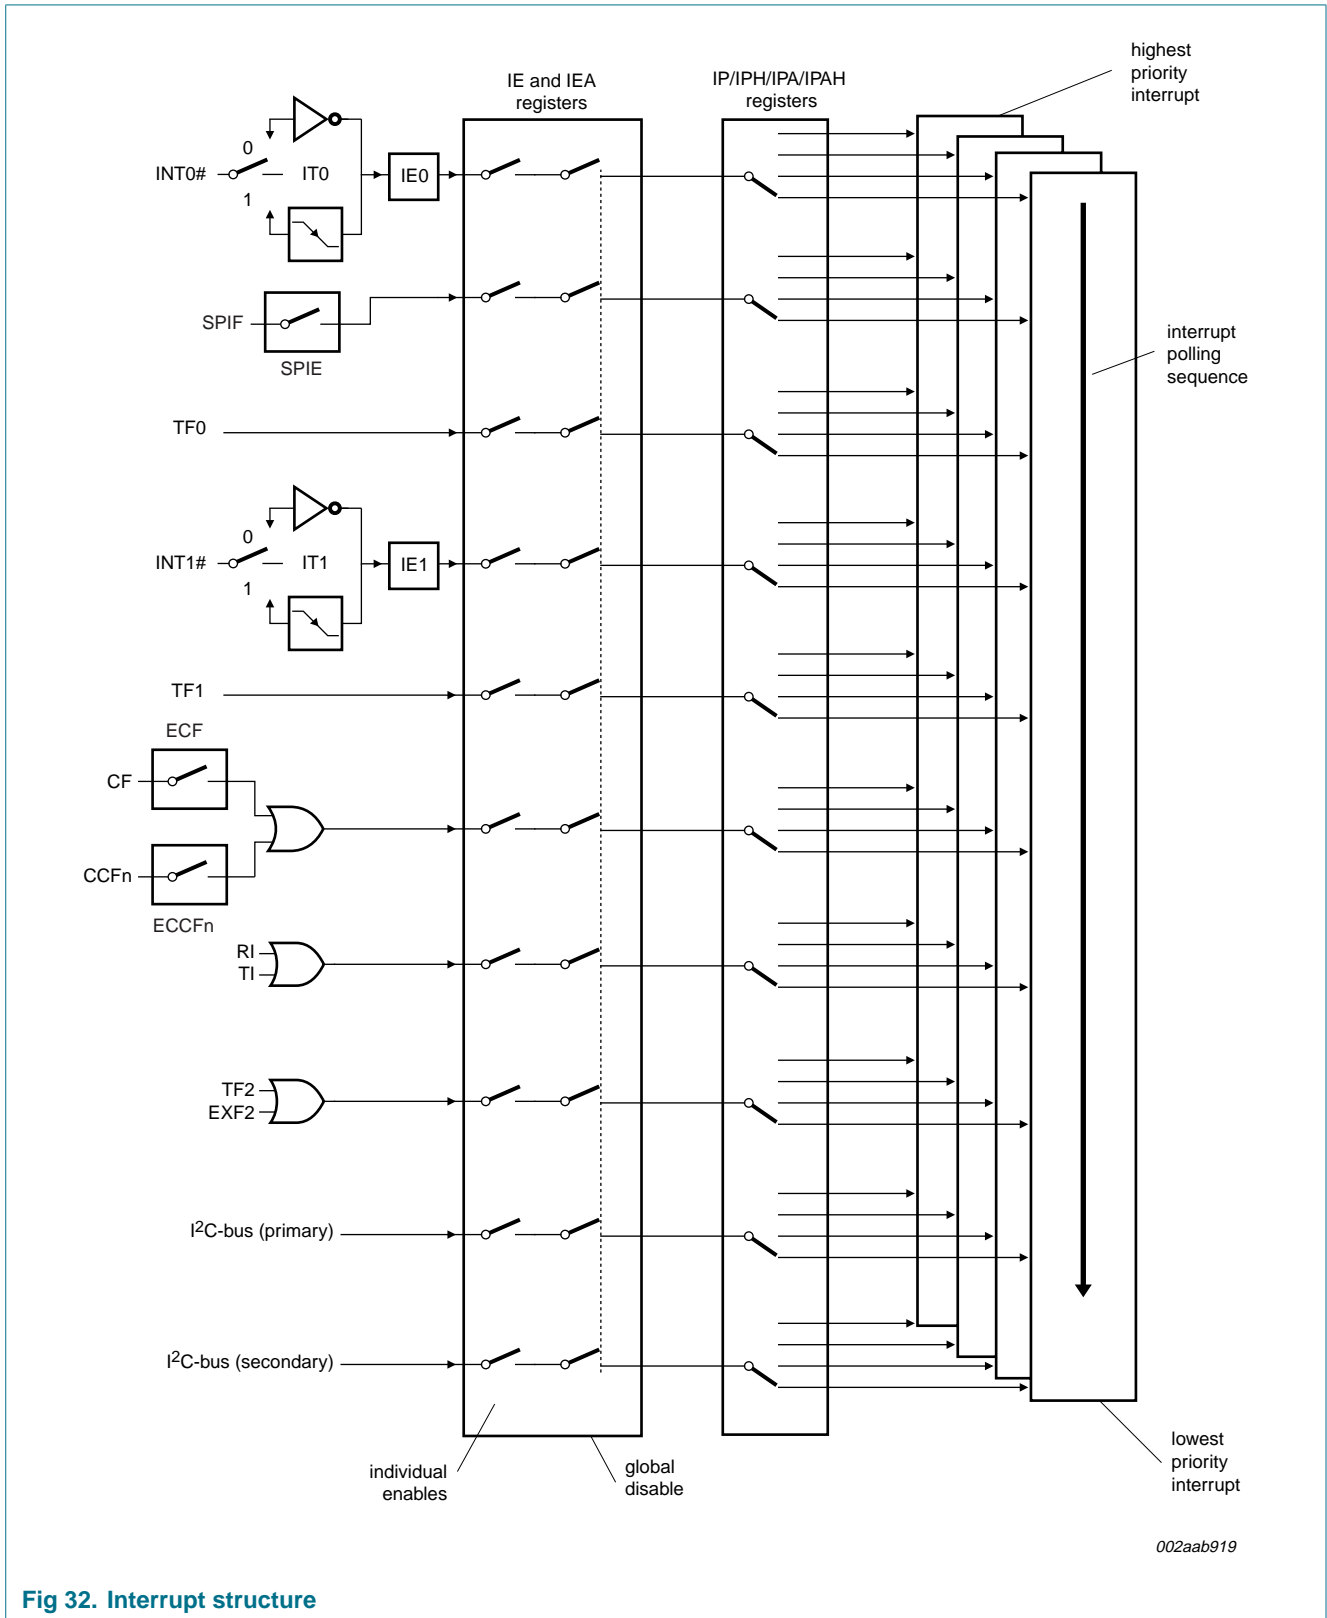 highest
priority
interrupt
IE and IEA
registers
IP/IPH/IPA/IPAH
registers
0
INT0#
IT0
IE0
1
SPIF
SPIE
interrupt
polling
sequence
TF0
0
INT1#
IT1
IE1
1
TF1
ECF
CF
CCFn
ECCFn
RI
TI
TF2
EXF2
I2C-bus (primary)
I2C-bus (secondary)
individual
enables
global
disable
lowest
priority
interrupt
002aab919
Fig 32. Interrupt structure